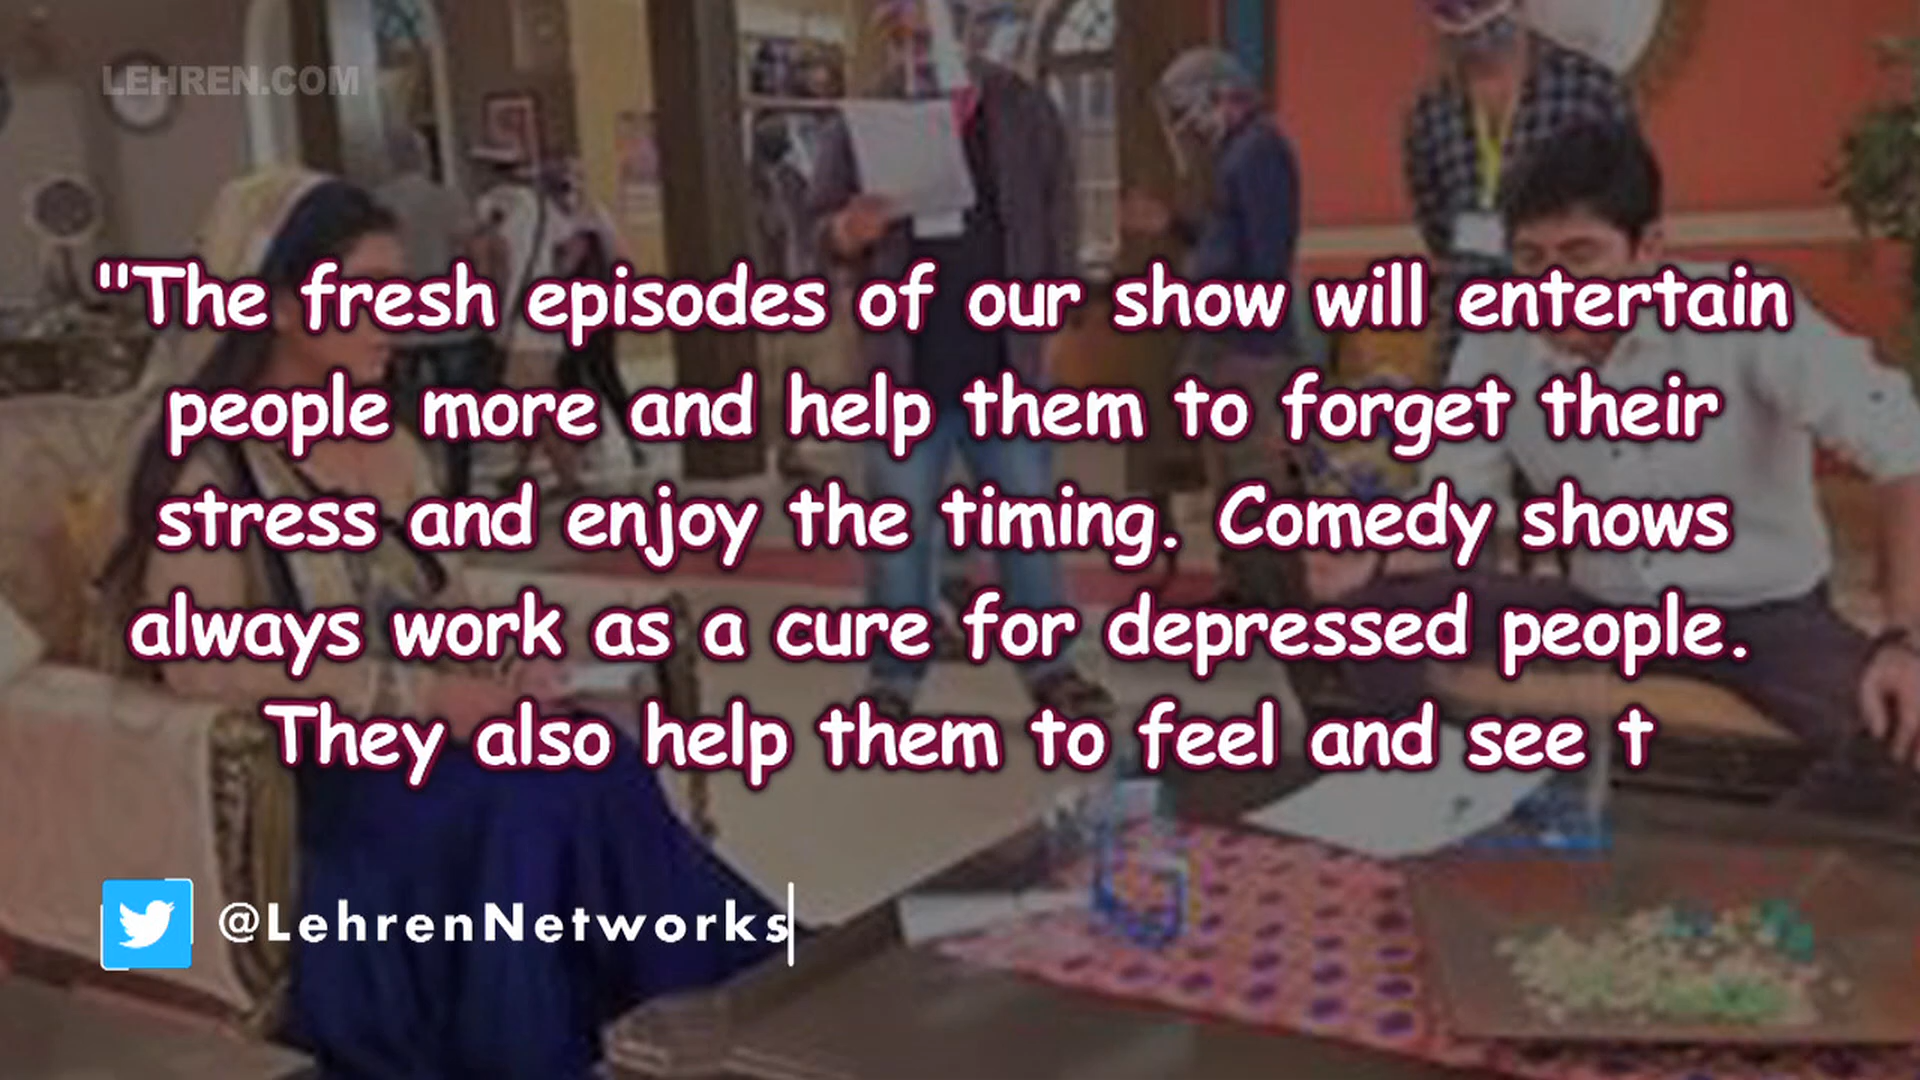 LEHREN.COM
"The fresh episodes of our show will entertain
people more and help them to forget their
stress and enjoy the timing. Comedy shows
always work as a cure for depressed people.
They also help them to feel and see t
@LehrenNetworks